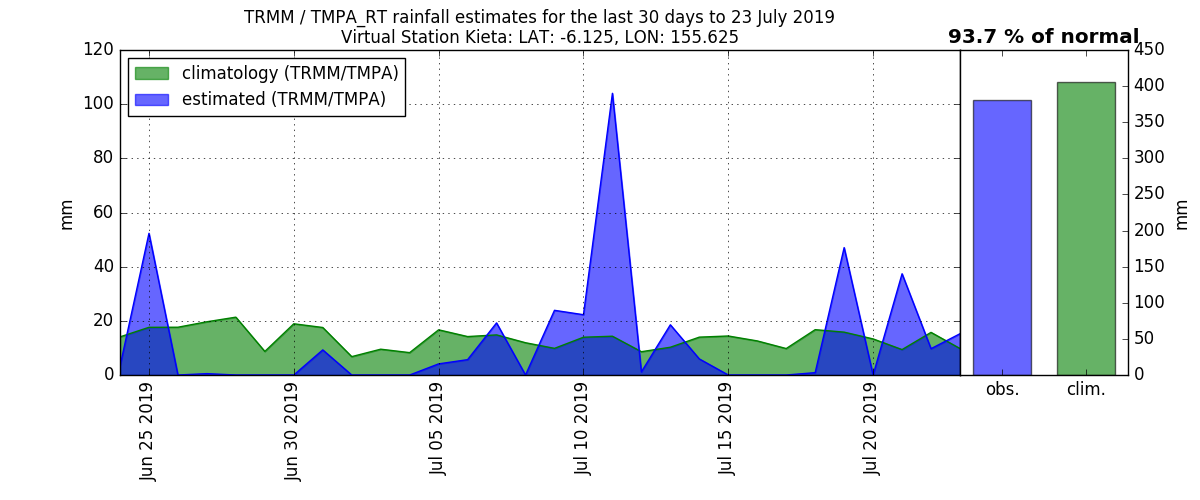 TRMM / TMPA_RT rainfall estimates for the last 30 days to 23 July 2019
Virtual Station Kieta: LAT: -6.125, LON: 155.625
93.7 % of normal
climatology (TRMM/TMPA)
estimated (TRMM/TMPA)
120
100
80
60
40
20
0
mm
Jun 25 2019
Jun 30 2019
Jul 05 2019
Jul 10 2019
Jul 15 2019
Jul 20 2019
obs.
clim.
450
400
350
300
250
200
150
100
50
0
mm